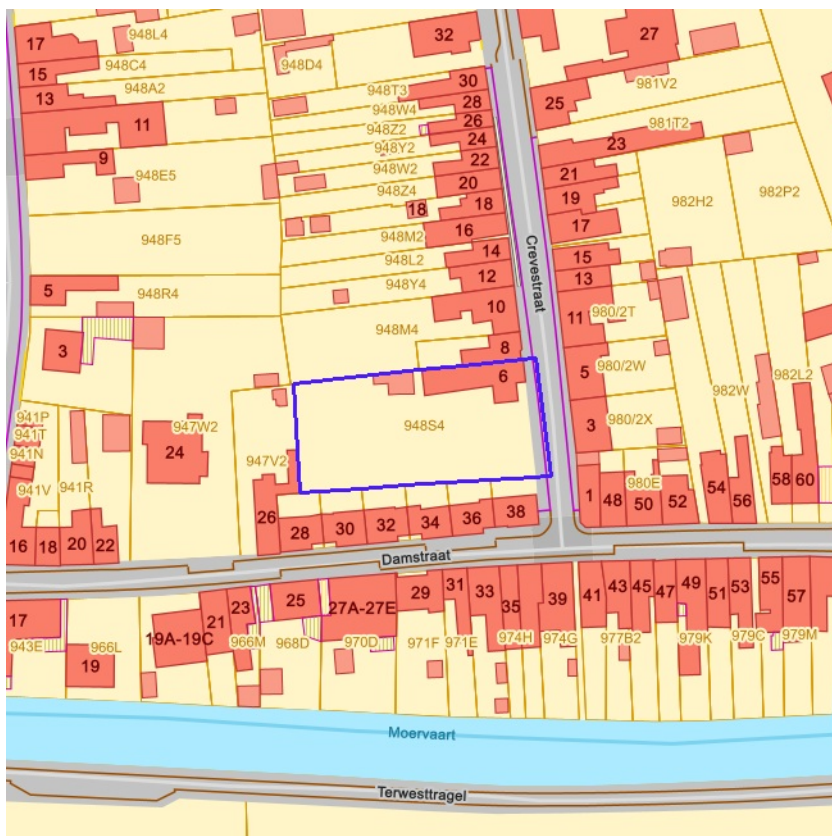 17
948L4
32
27
15
948C4
948D4
981V2
13
948A2
948T3
30
25
11
948W4
28
948Z2
26
981T2
948Y2
24
23
9
948W2
22
21
948E5
948Z4
20
982P2
18
18
19
982H2
948M2
16
17
948F5
948L2
14
Crevestraat
15
5
948R4
948Y4
12
13
948M4
10
11
980/2T
3
8
5
980/2W
982L2
6
982W
941P
947W2
948S4
3
980/2X
941T
24
941N
947V2
941V
941R
980E
58
60
26
1
48
50
52
54
56
16
18
20
22
28
30
32
34
36
38
Damstraat
17
19A-19C
21
23
25
27A-27E
29
31
33
35
39
41
43
45
47
49
51
53
55
57
943E
966L
966M
968D
970D
971F
971E
974H
974G
977B2
979K
979C
979M
19
Moervaart
Terwesttragel